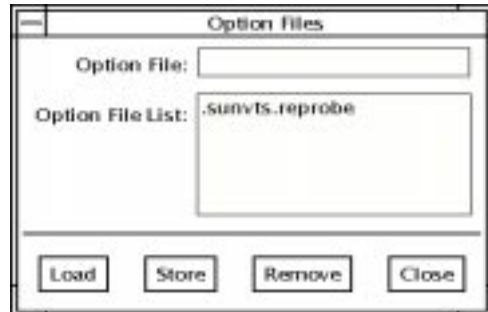 Option Files
Option File:
Option File List:
.sunvts.reprobe
Load Store Remove Close